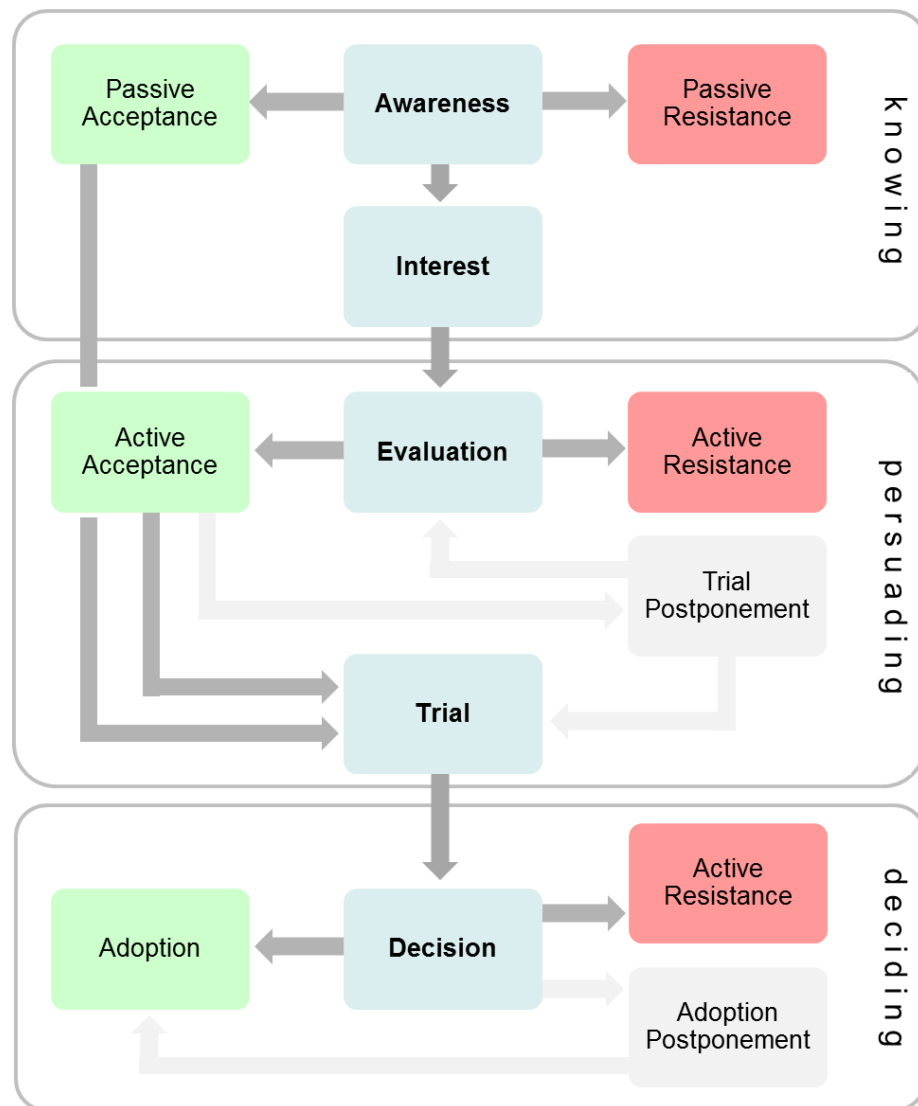 Passive
Acceptance
Awareness
Passive
Resistance
knowing
Interest
Active
Acceptance
Evaluation
Active
Resistance
persuading
Trial
Postponement
Trial
Active
Resistance
deciding
Adoption
Decision
Adoption
Postponement